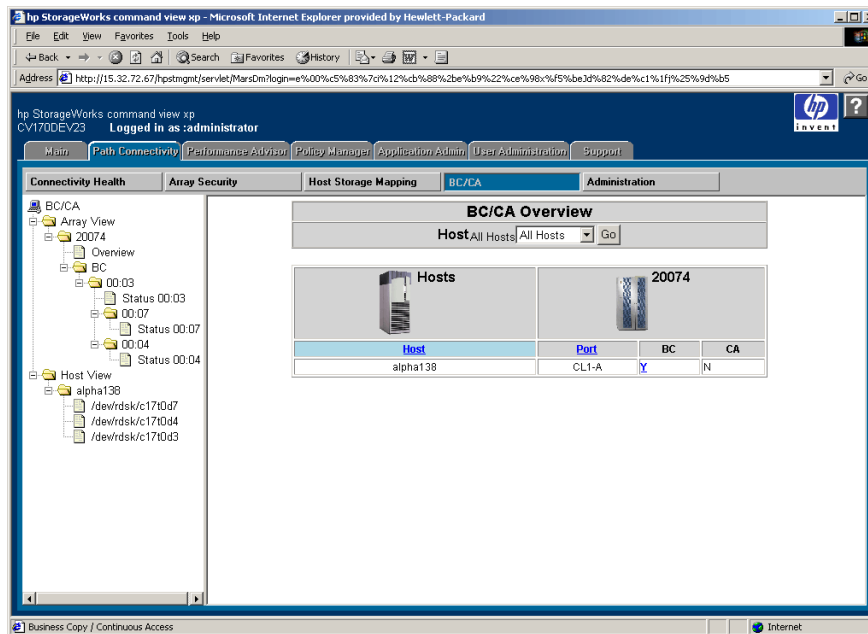 hp StorageWorks command view xp - Microsoft Internet Explorer provided by Hewlett-Packard
File Edit View Favorites Tools Help
Back Search Favorites History
Address http://15.32.72.67/hpstmgmt/servlet/MarsDm?login=e%00%c5%83%7ci%12%cb%88%2be%b9%22%ce%98x%f5%beJd%82%de%c1%1fj%25%9d%b5 Go
hp StorageWorks command view xp
CV170DEV23 Logged in as :administrator
hp
invent
?
Main Path Connectivity Performance Advisor Policy Manager Application Admin User Administration Support
Connectivity Health Array Security Host Storage Mapping BC/CA Administration
BC/CA
Array View
20074
Overview
BC
00:03
Status 00:03
00:07
Status 00:07
00:04
Status 00:04
Host View
alpha138
/dev/rdsk/c17t0d7
/dev/rdsk/c17t0d4
/dev/rdsk/c17t0d3
BC/CA Overview
Host All Hosts All Hosts Go
Hosts 20074
Host Port BC CA
alpha138 CL1-A Y N
Business Copy / Continuous Access Internet